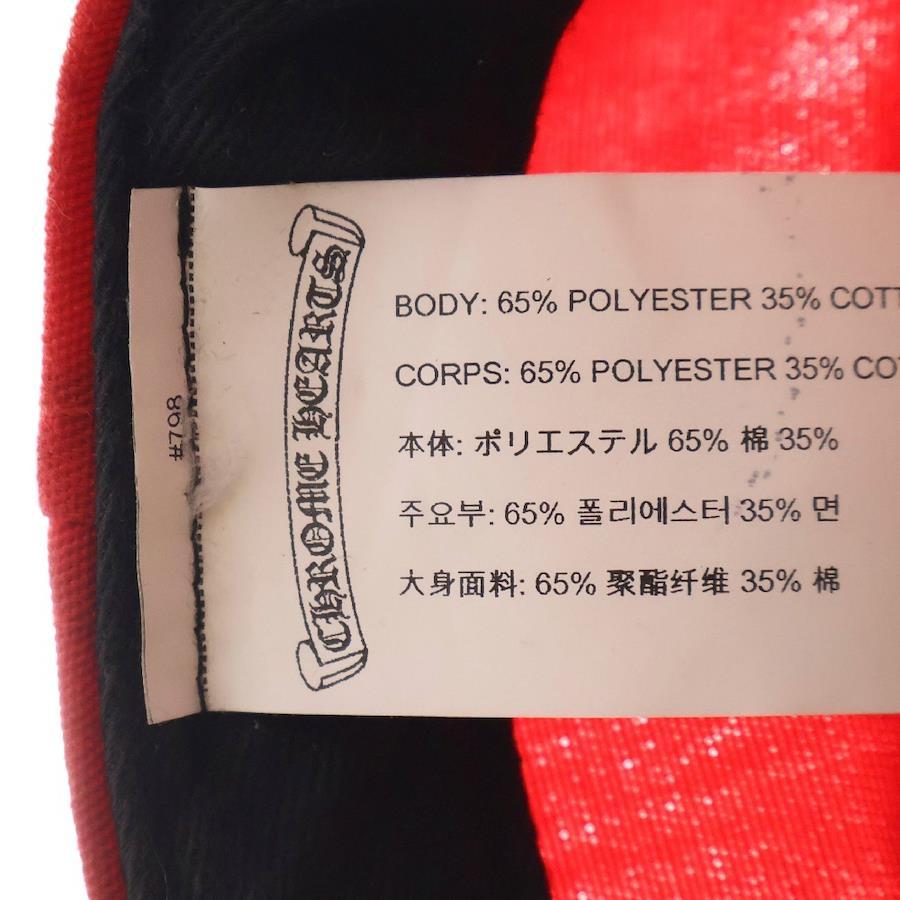 #798
CHROME HEARTS
BODY: 65% POLYESTER 35% COTT
CORPS: 65% POLYESTER 35% CO
本体: ポリエステル 65% 棉 35%
주요부: 65% 폴리에스터 35% 면
大身面料: 65% 聚酯纤维 35% 棉